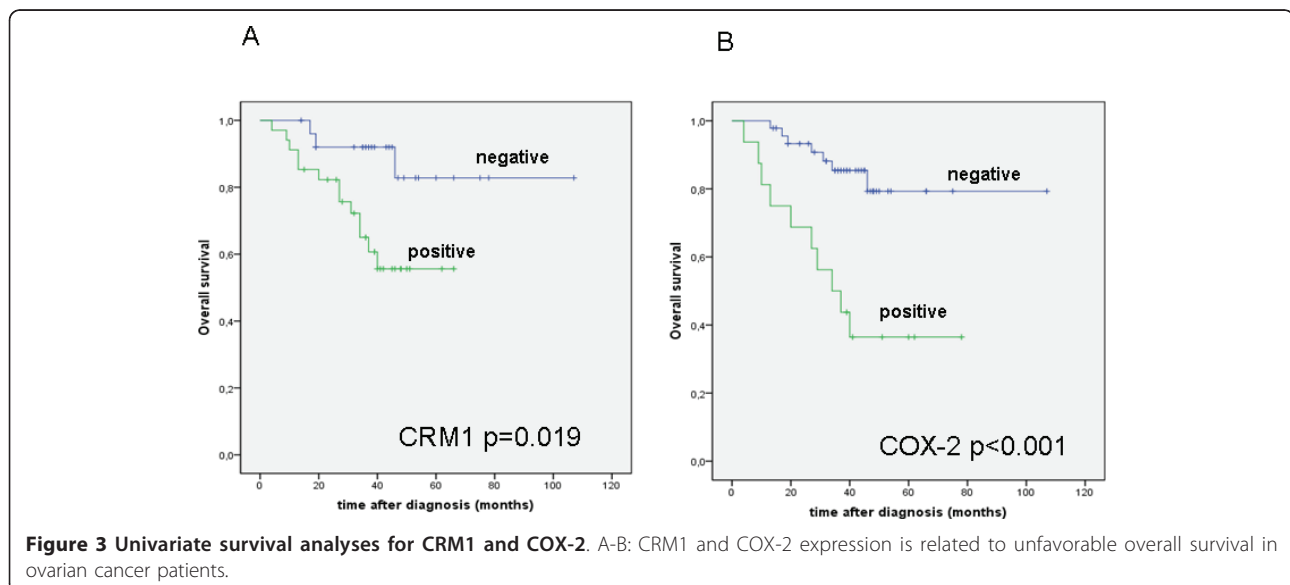 A
B
1,0
0,8
0,6
0,4
0,2
0,0
Overall survival
negative
positive
CRM1 p=0.019
0 20 40 60 80 100 120
time after diagnosis (months)
1,0
0,8
0,6
0,4
0,2
0,0
Overall survival
negative
positive
COX-2 p<0.001
0 20 40 60 80 100 120
time after diagnosis (months)
Figure 3 Univariate survival analyses for CRM1 and COX-2. A-B: CRM1 and COX-2 expression is related to unfavorable overall survival in
ovarian cancer patients.